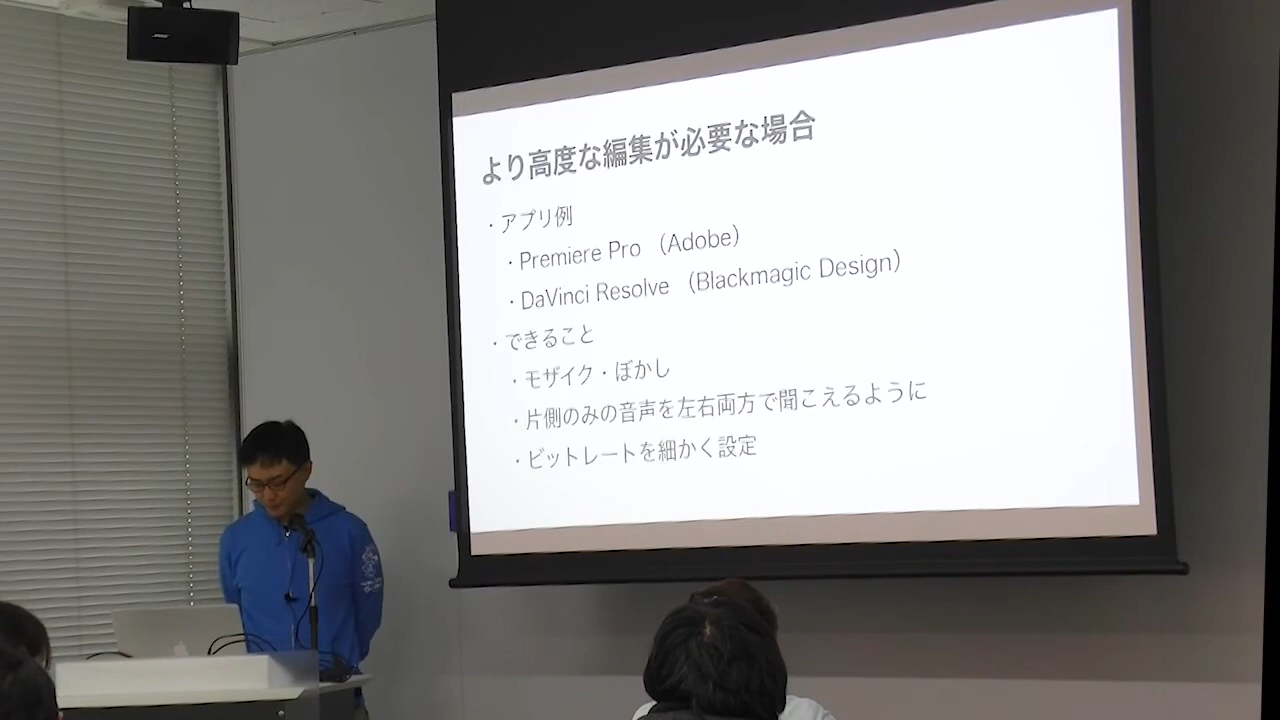 より高度な編集が必要な場合
・アプリ例
・Premiere Pro （Adobe）
・DaVinci Resolve （Blackmagic Design）
・できること
・モザイク・ぼかし
・片側のみの音声を左右両方で聞こえるように
・ビットレートを細かく設定